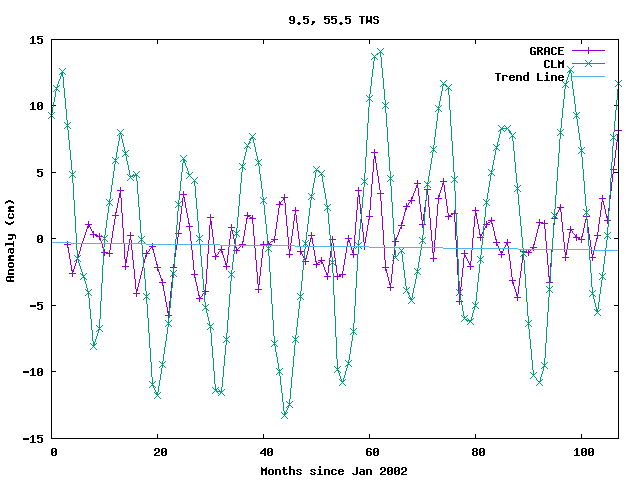 9.5, 55.5 TWS
GRACE
CLM
Trend Line
Anomaly (cm)
15
10
5
0
-5
-10
-15
0 20 40 60 80 100
Months since Jan 2002